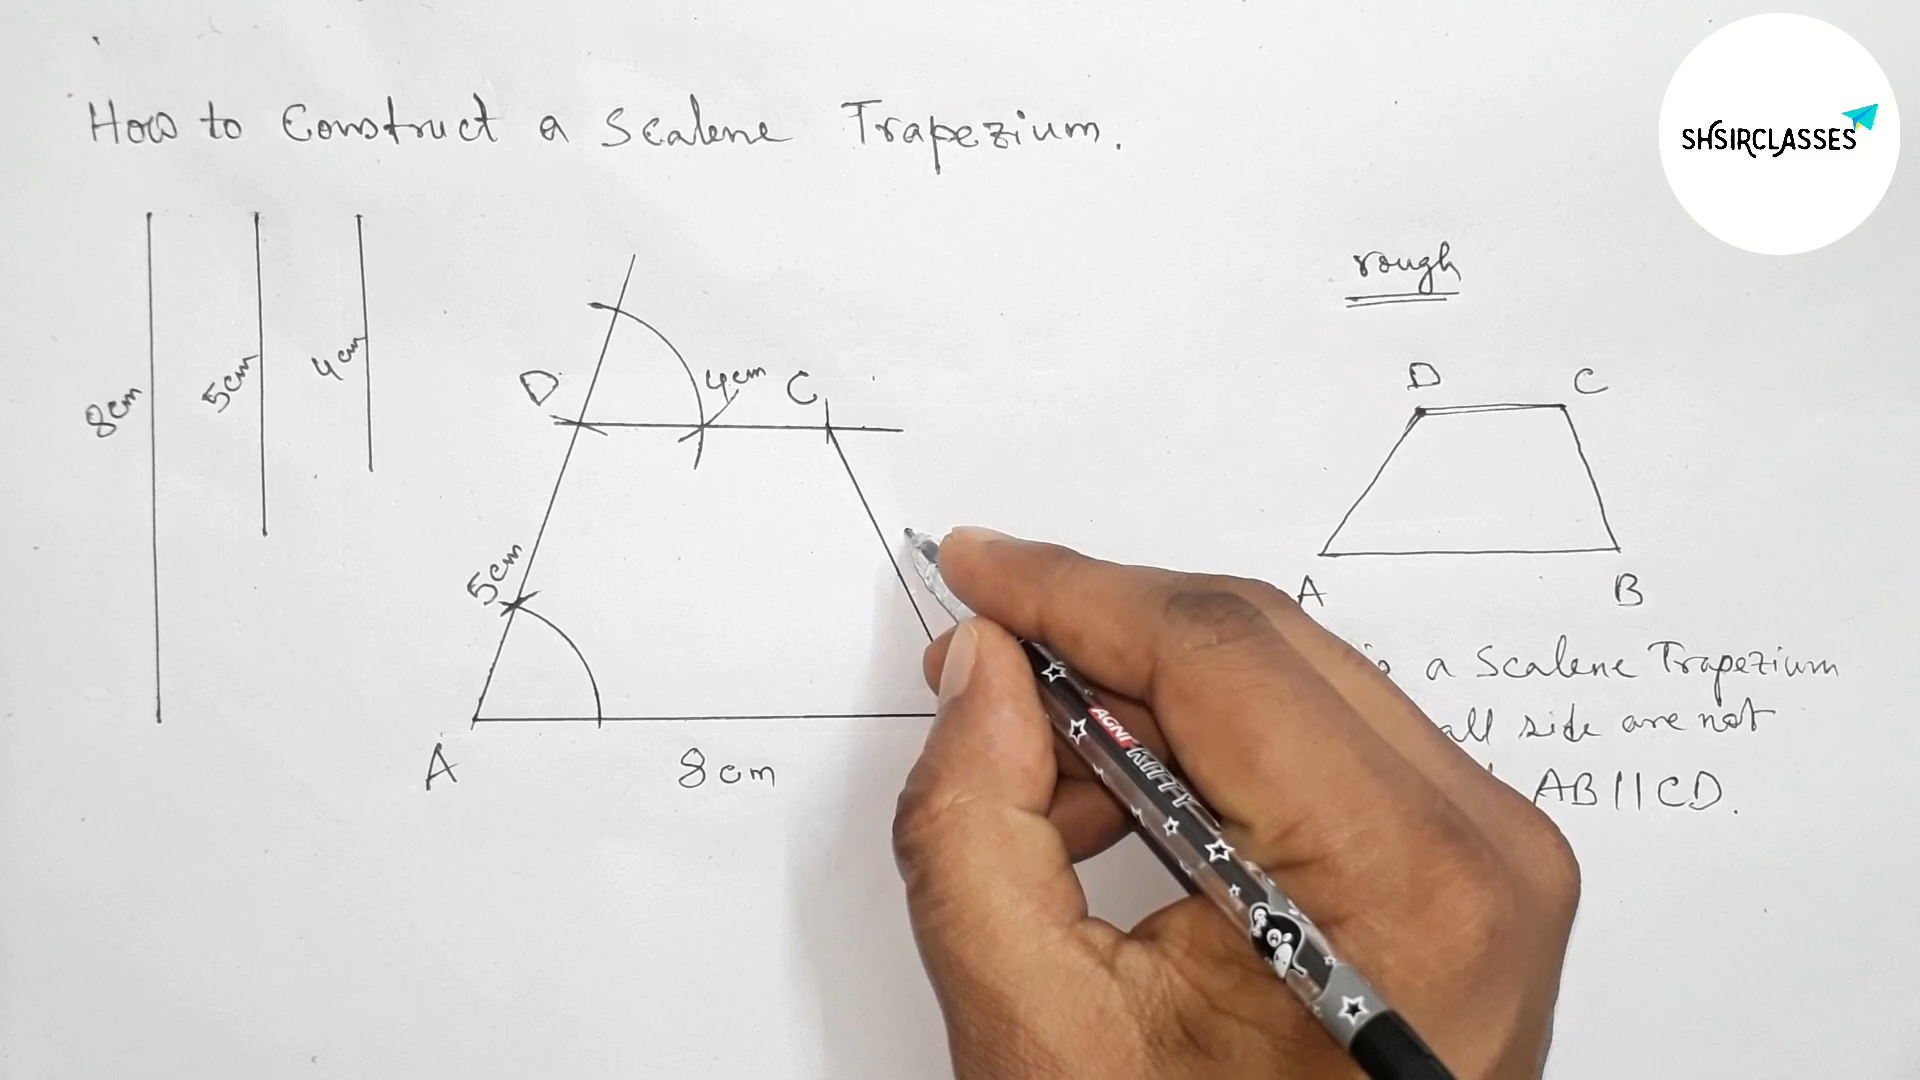 How to Construct a Scalene Trapezium.
SHSIRCLASSES
8cm
5cm
4cm
rough
D
4cm
C
D
C
5cm
A
B
a Scalene Trapezium
all side are not
AB || CD.
A
8cm
AGNI KITTY